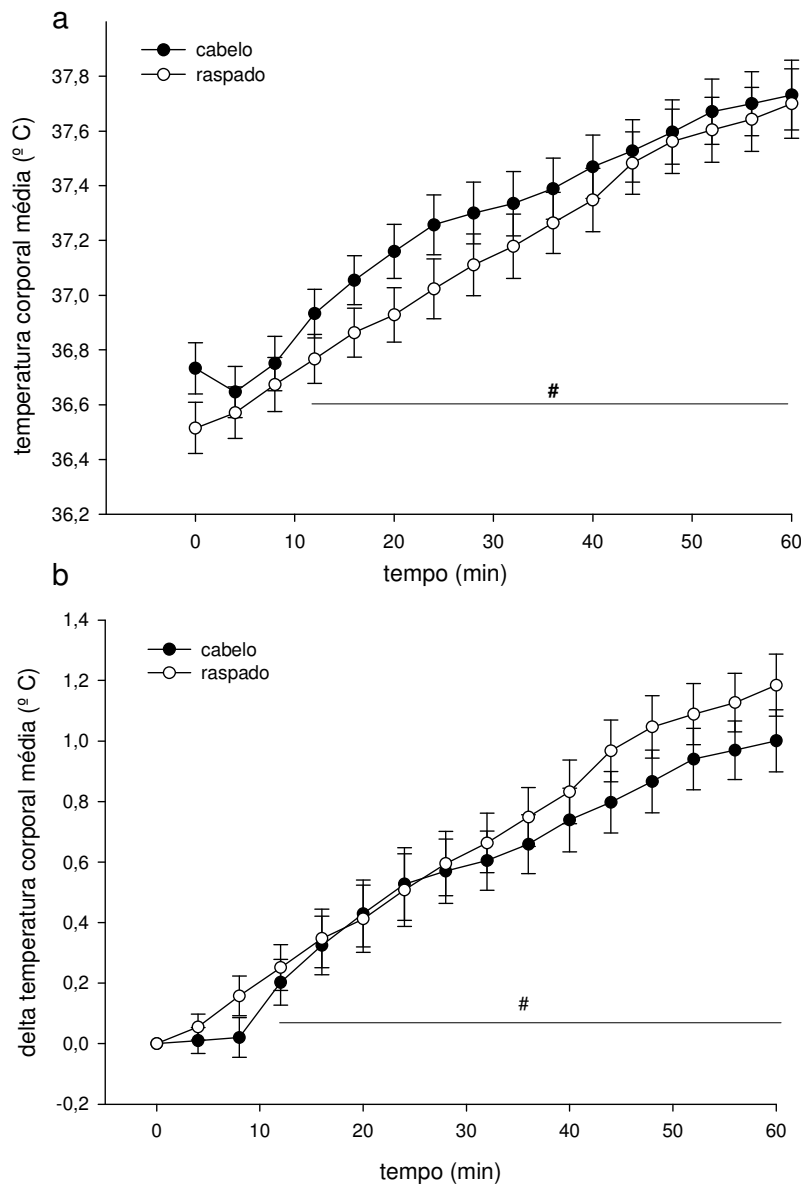 a
cabelo
raspado
temperatura corporal média (º C)
37,8
37,6
37,4
37,2
37,0
36,8
36,6
36,4
36,2
#
0 10 20 30 40 50 60
tempo (min)
b
cabelo
raspado
delta temperatura corporal média (º C)
1,4
1,2
1,0
0,8
0,6
0,4
0,2
0,0
-0,2
#
0 10 20 30 40 50 60
tempo (min)